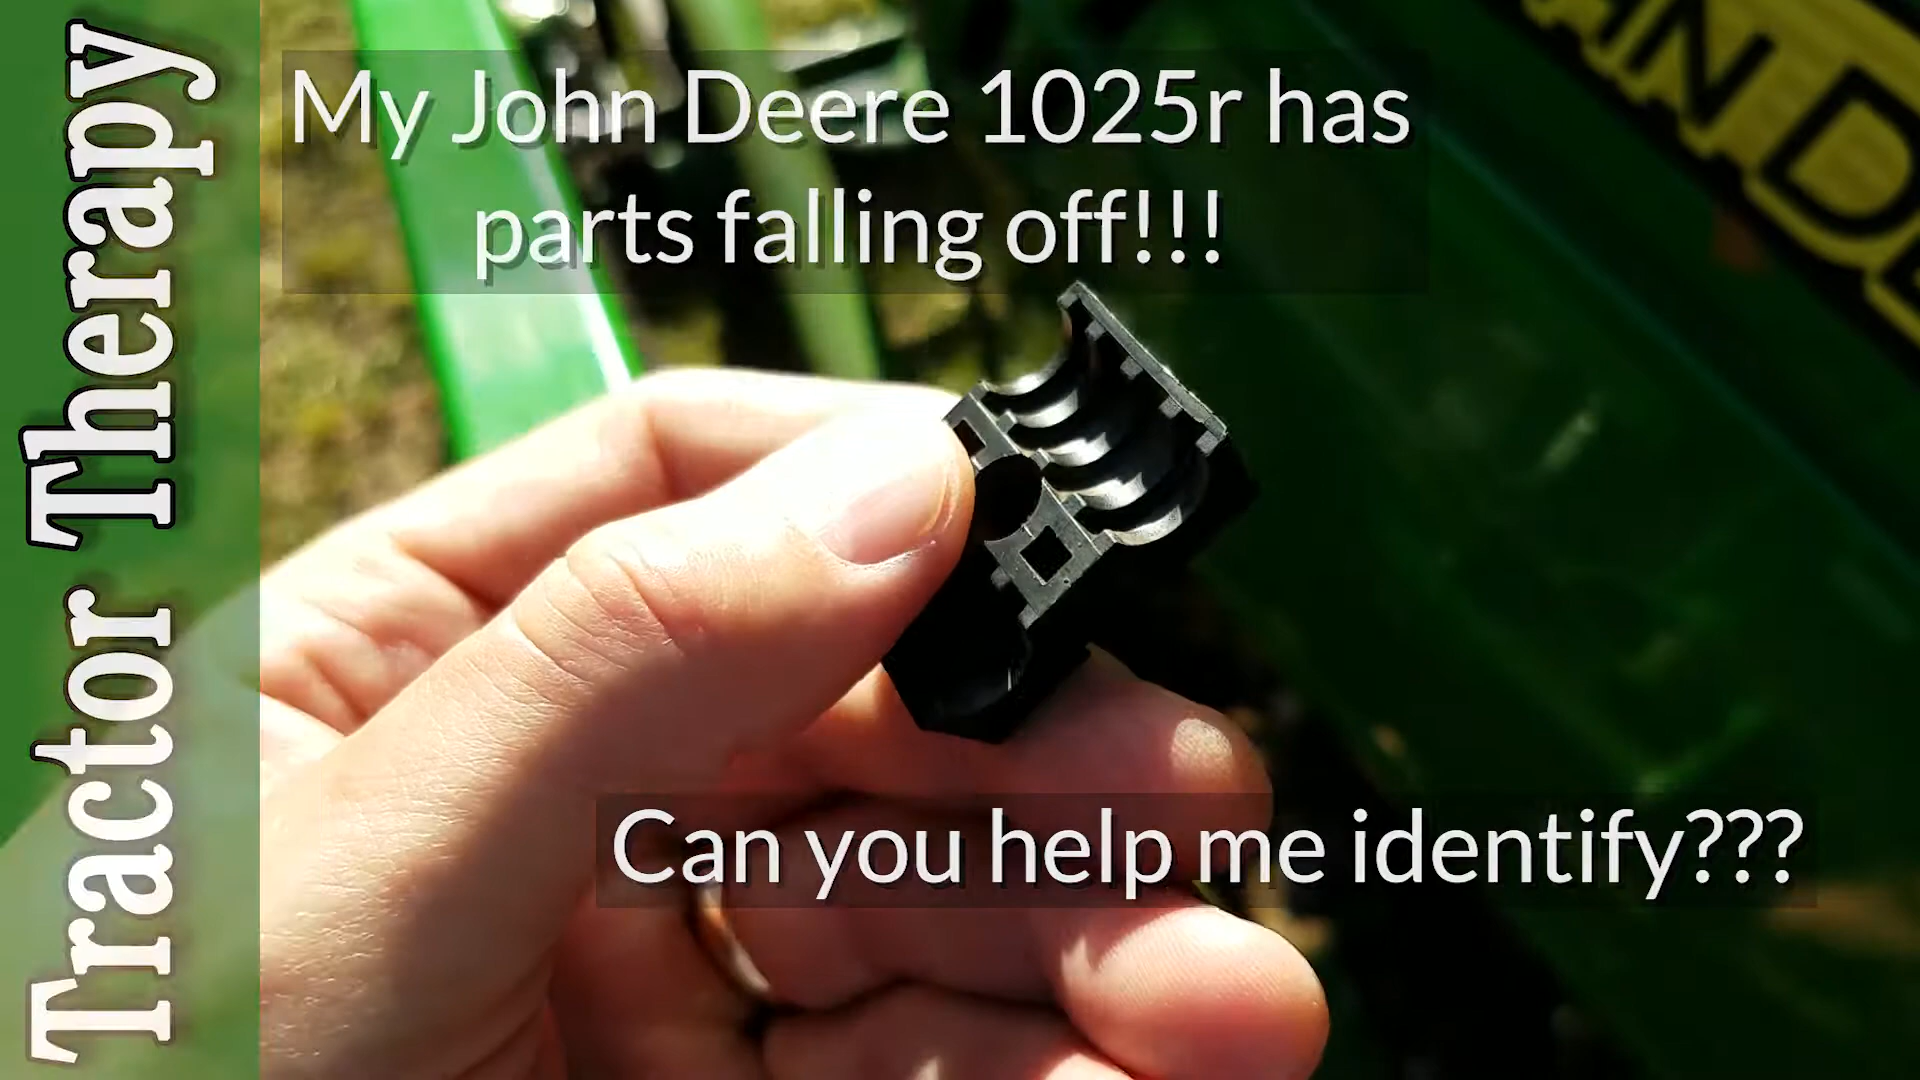 Tractor Therapy
My John Deere 1025r has
parts falling off!!!
Can you help me identify???